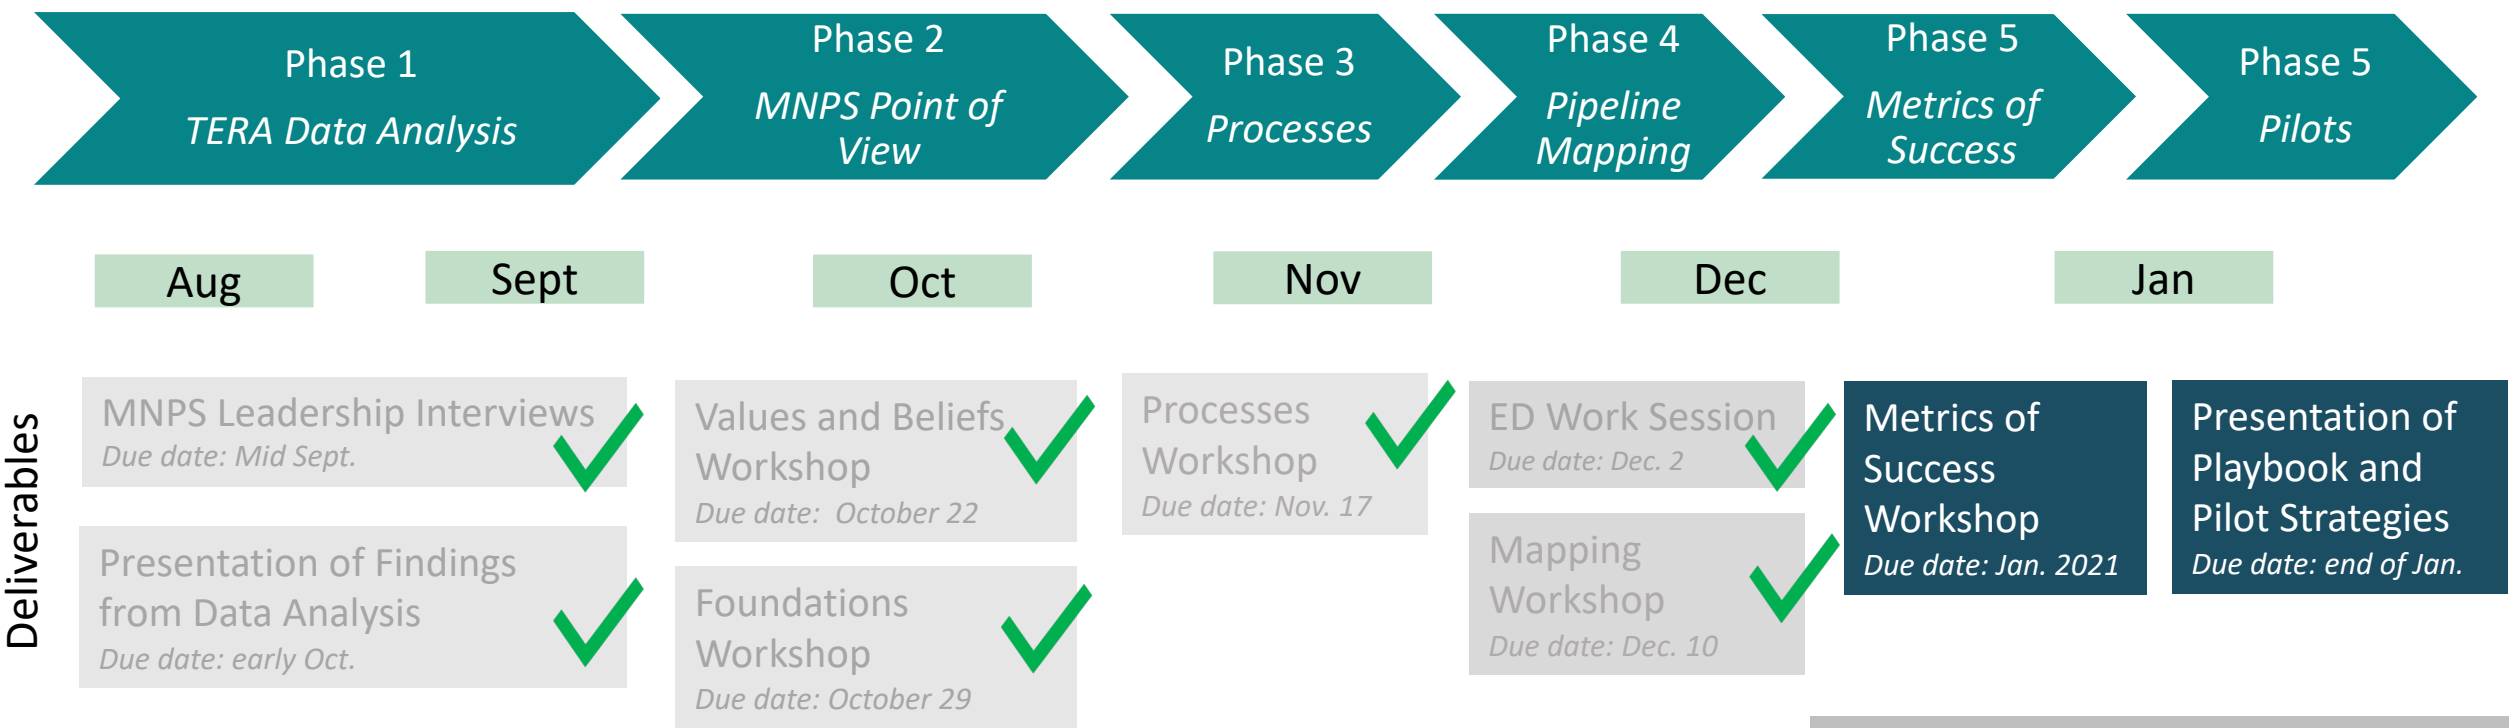 Phase 1
TERA Data Analysis
Phase 2
MNPS Point of
View
Phase 3
Processes
Phase 4
Pipeline
Mapping
Phase 5
Metrics of
Success
Phase 5
Pilots
Aug
Sept
Oct
Nov
Dec
Jan
Deliverables
MNPS Leadership Interviews
Due date: Mid Sept.
Presentation of Findings
from Data Analysis
Due date: early Oct.
Values and Beliefs
Workshop
Due date: October 22
Foundations
Workshop
Due date: October 29
Processes
Workshop
Due date: Nov. 17
ED Work Session
Due date: Dec. 2
Mapping
Workshop
Due date: Dec. 10
Metrics of
Success
Workshop
Due date: Jan. 2021
Presentation of
Playbook and
Pilot Strategies
Due date: end of Jan.